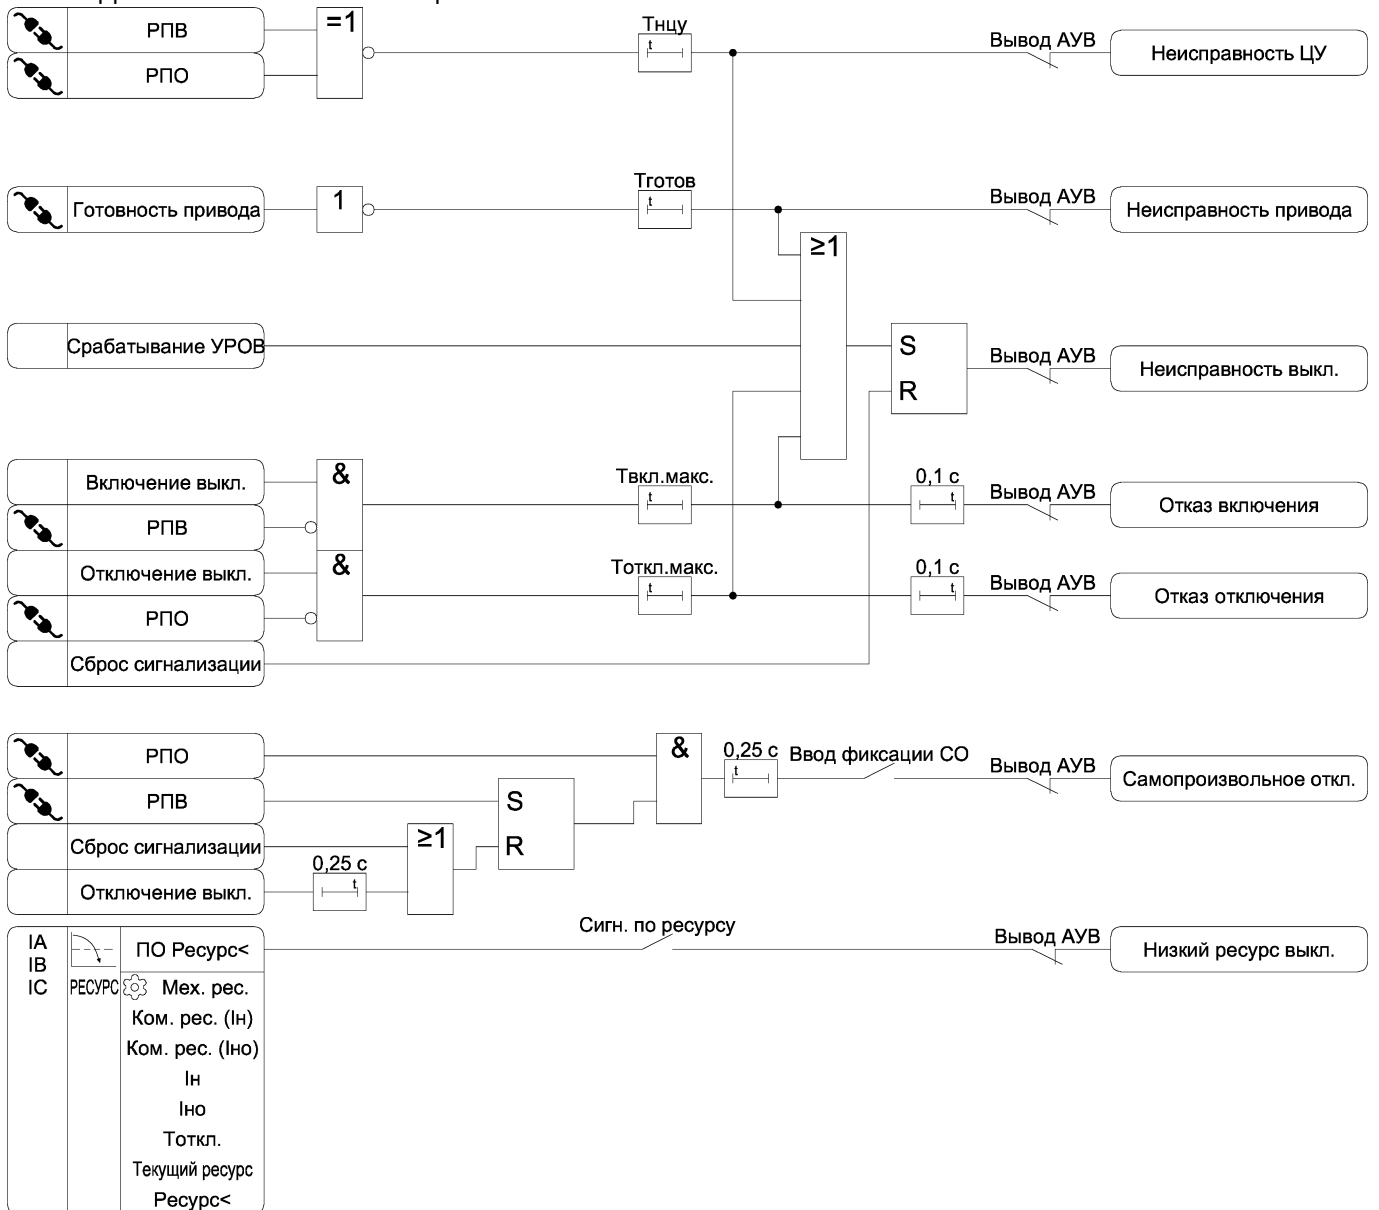 РПВ
=1
Тнцу
t
Вывод АУВ
Неисправность ЦУ
РПО
Готовность привода
1
Тготов
t
Вывод АУВ
Неисправность привода
≥1
Срабатывание УРОВ
S
R
Вывод АУВ
Неисправность выкл.
Включение выкл.
&
Твкл.макс.
t
0,1 с
t
Вывод АУВ
Отказ включения
РПВ
Отключение выкл.
&
Тоткл.макс.
t
0,1 с
t
Вывод АУВ
Отказ отключения
РПО
Сброс сигнализации
РПО
&
0,25 с
t
Ввод фиксации СО
Вывод АУВ
Самопроизвольное откл.
РПВ
S
R
Сброс сигнализации
≥1
Отключение выкл.
0,25 с
t
IA
IB
IC
РЕСУРС
ПО Ресурс<
Сигн. по ресурсу
Вывод АУВ
Низкий ресурс выкл.
Мех. рес.
Ком. рес. (Iн)
Ком. рес. (Iно)
Iн
Iно
Тоткл.
Текущий ресурс
Ресурс<